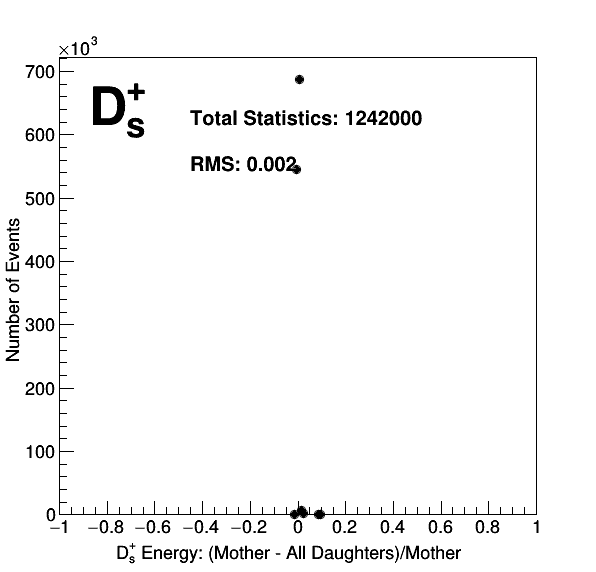 ×10³
700
D_s^+
Total Statistics: 1242000
600
RMS: 0.002
500
400
300
200
100
0
Number of Events
−1 −0.8 −0.6 −0.4 −0.2 0 0.2 0.4 0.6 0.8 1
D_s^+ Energy: (Mother - All Daughters)/Mother